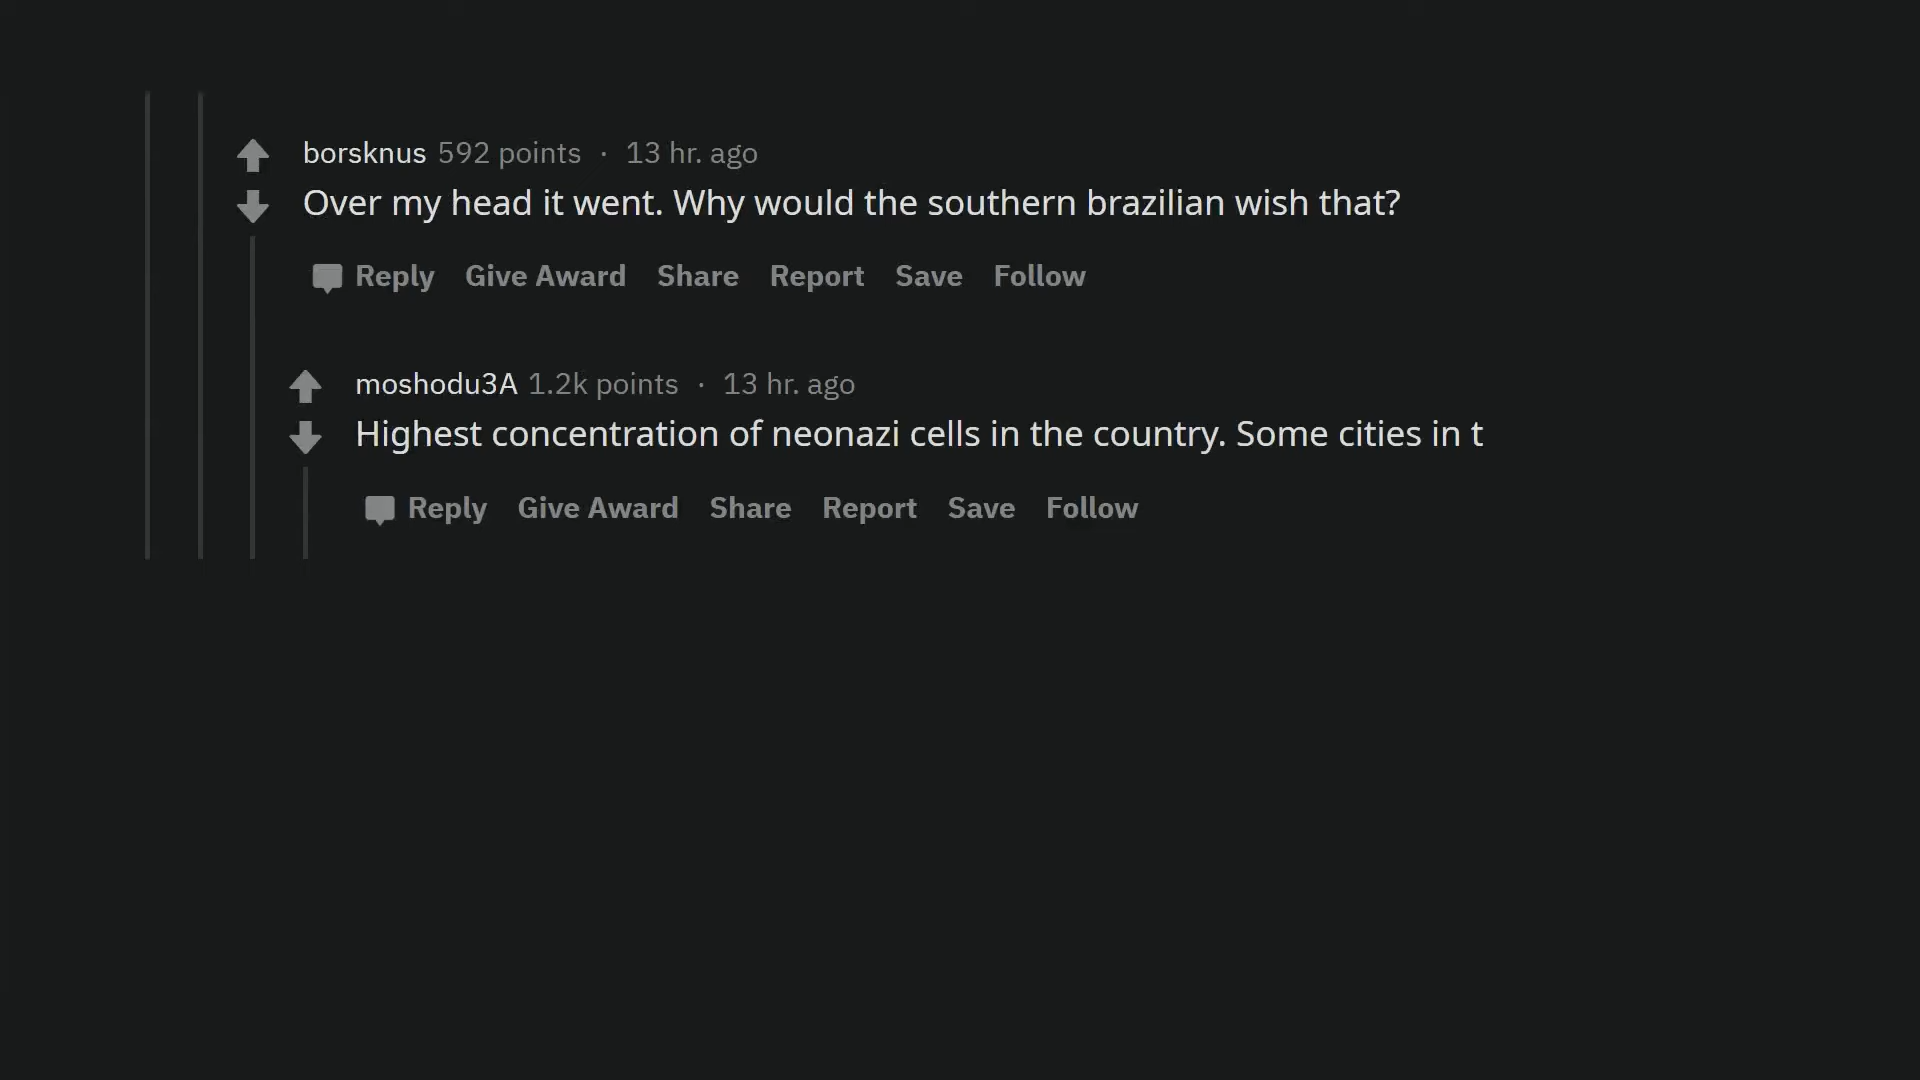 borsknus 592 points · 13 hr. ago
Over my head it went. Why would the southern brazilian wish that?
Reply Give Award Share Report Save Follow
moshodu3A 1.2k points · 13 hr. ago
Highest concentration of neonazi cells in the country. Some cities in t
Reply Give Award Share Report Save Follow